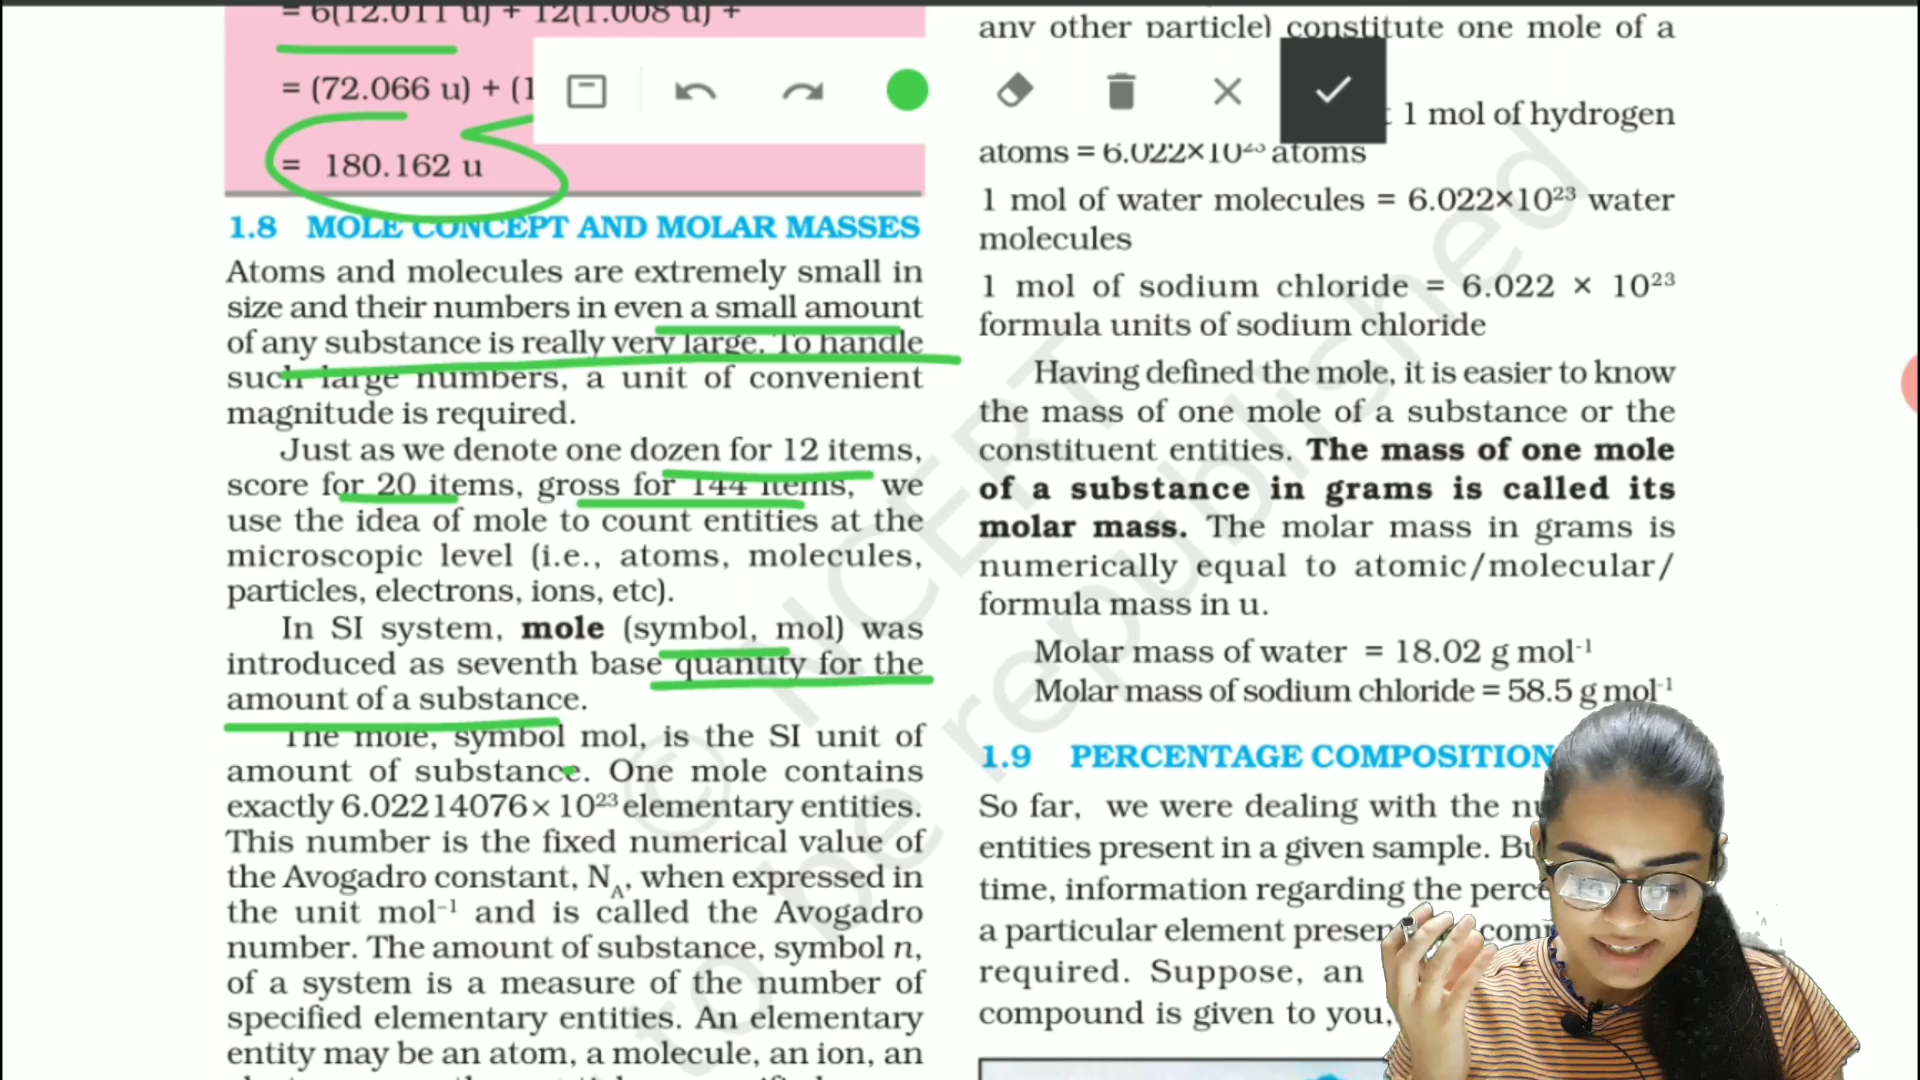 = 6(12.011 u) + 12(1.008 u) +
= (72.066 u) + (1
= 180.162 u
1.8 MOLE CONCEPT AND MOLAR MASSES
Atoms and molecules are extremely small in
size and their numbers in even a small amount
of any substance is really very large. To handle
such large numbers, a unit of convenient
magnitude is required.
Just as we denote one dozen for 12 items,
score for 20 items, gross for 144 items, we
use the idea of mole to count entities at the
microscopic level (i.e., atoms, molecules,
particles, electrons, ions, etc).
In SI system, mole (symbol, mol) was
introduced as seventh base quantity for the
amount of a substance.
The mole, symbol mol, is the SI unit of
amount of substance. One mole contains
exactly 6.02214076×10²³ elementary entities.
This number is the fixed numerical value of
the Avogadro constant, N_A, when expressed in
the unit mol⁻¹ and is called the Avogadro
number. The amount of substance, symbol n,
of a system is a measure of the number of
specified elementary entities. An elementary
entity may be an atom, a molecule, an ion, an
any other particle) constitute one mole of a
1 mol of hydrogen
atoms = 6.022×10²³ atoms
1 mol of water molecules = 6.022×10²³ water
molecules
1 mol of sodium chloride = 6.022 × 10²³
formula units of sodium chloride
Having defined the mole, it is easier to know
the mass of one mole of a substance or the
constituent entities. The mass of one mole
of a substance in grams is called its
molar mass. The molar mass in grams is
numerically equal to atomic/molecular/
formula mass in u.
Molar mass of water = 18.02 g mol⁻¹
Molar mass of sodium chloride = 58.5 g mol⁻¹
1.9 PERCENTAGE COMPOSITION
So far, we were dealing with the
entities present in a given sample.
time, information regarding the
a particular element
required. Suppose, an
compound is given to you,
© NCERT
to be republished